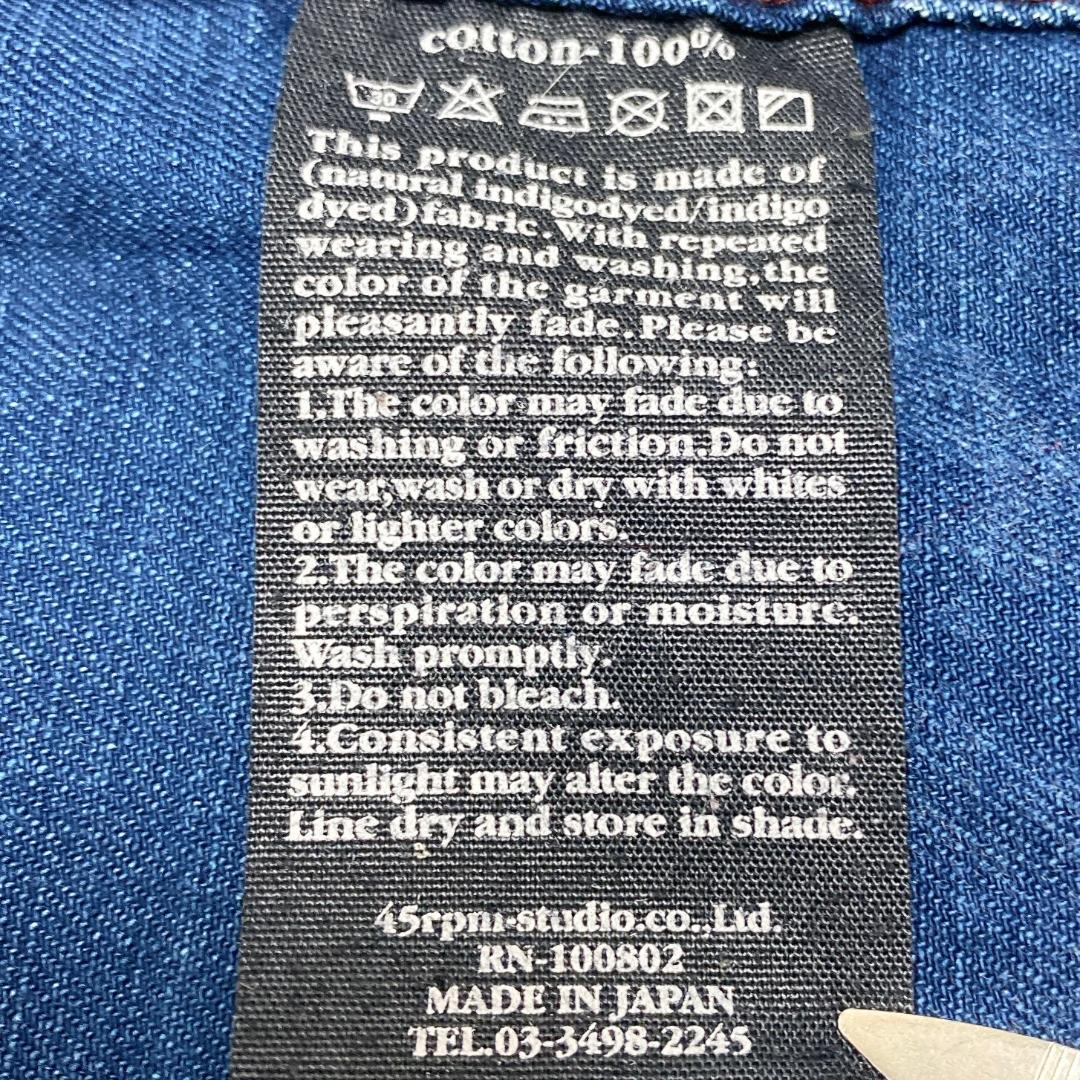 cotton-100%
30
This product is made of
(natural indigodyed/indigo
dyed)fabric.With repeated
wearing and washing,the
color of the garment will
pleasantly fade.Please be
aware of the following:
1.The color may fade due to
washing or friction.Do not
wear,wash or dry with whites
or lighter colors.
2.The color may fade due to
perspiration or moisture.
Wash promptly.
3.Do not bleach.
4.Consistent exposure to
sunlight may alter the color.
Line dry and store in shade.
45rpm-studio.co.,Ltd.
RN-100802
MADE IN JAPAN
TEL.03-3498-2245